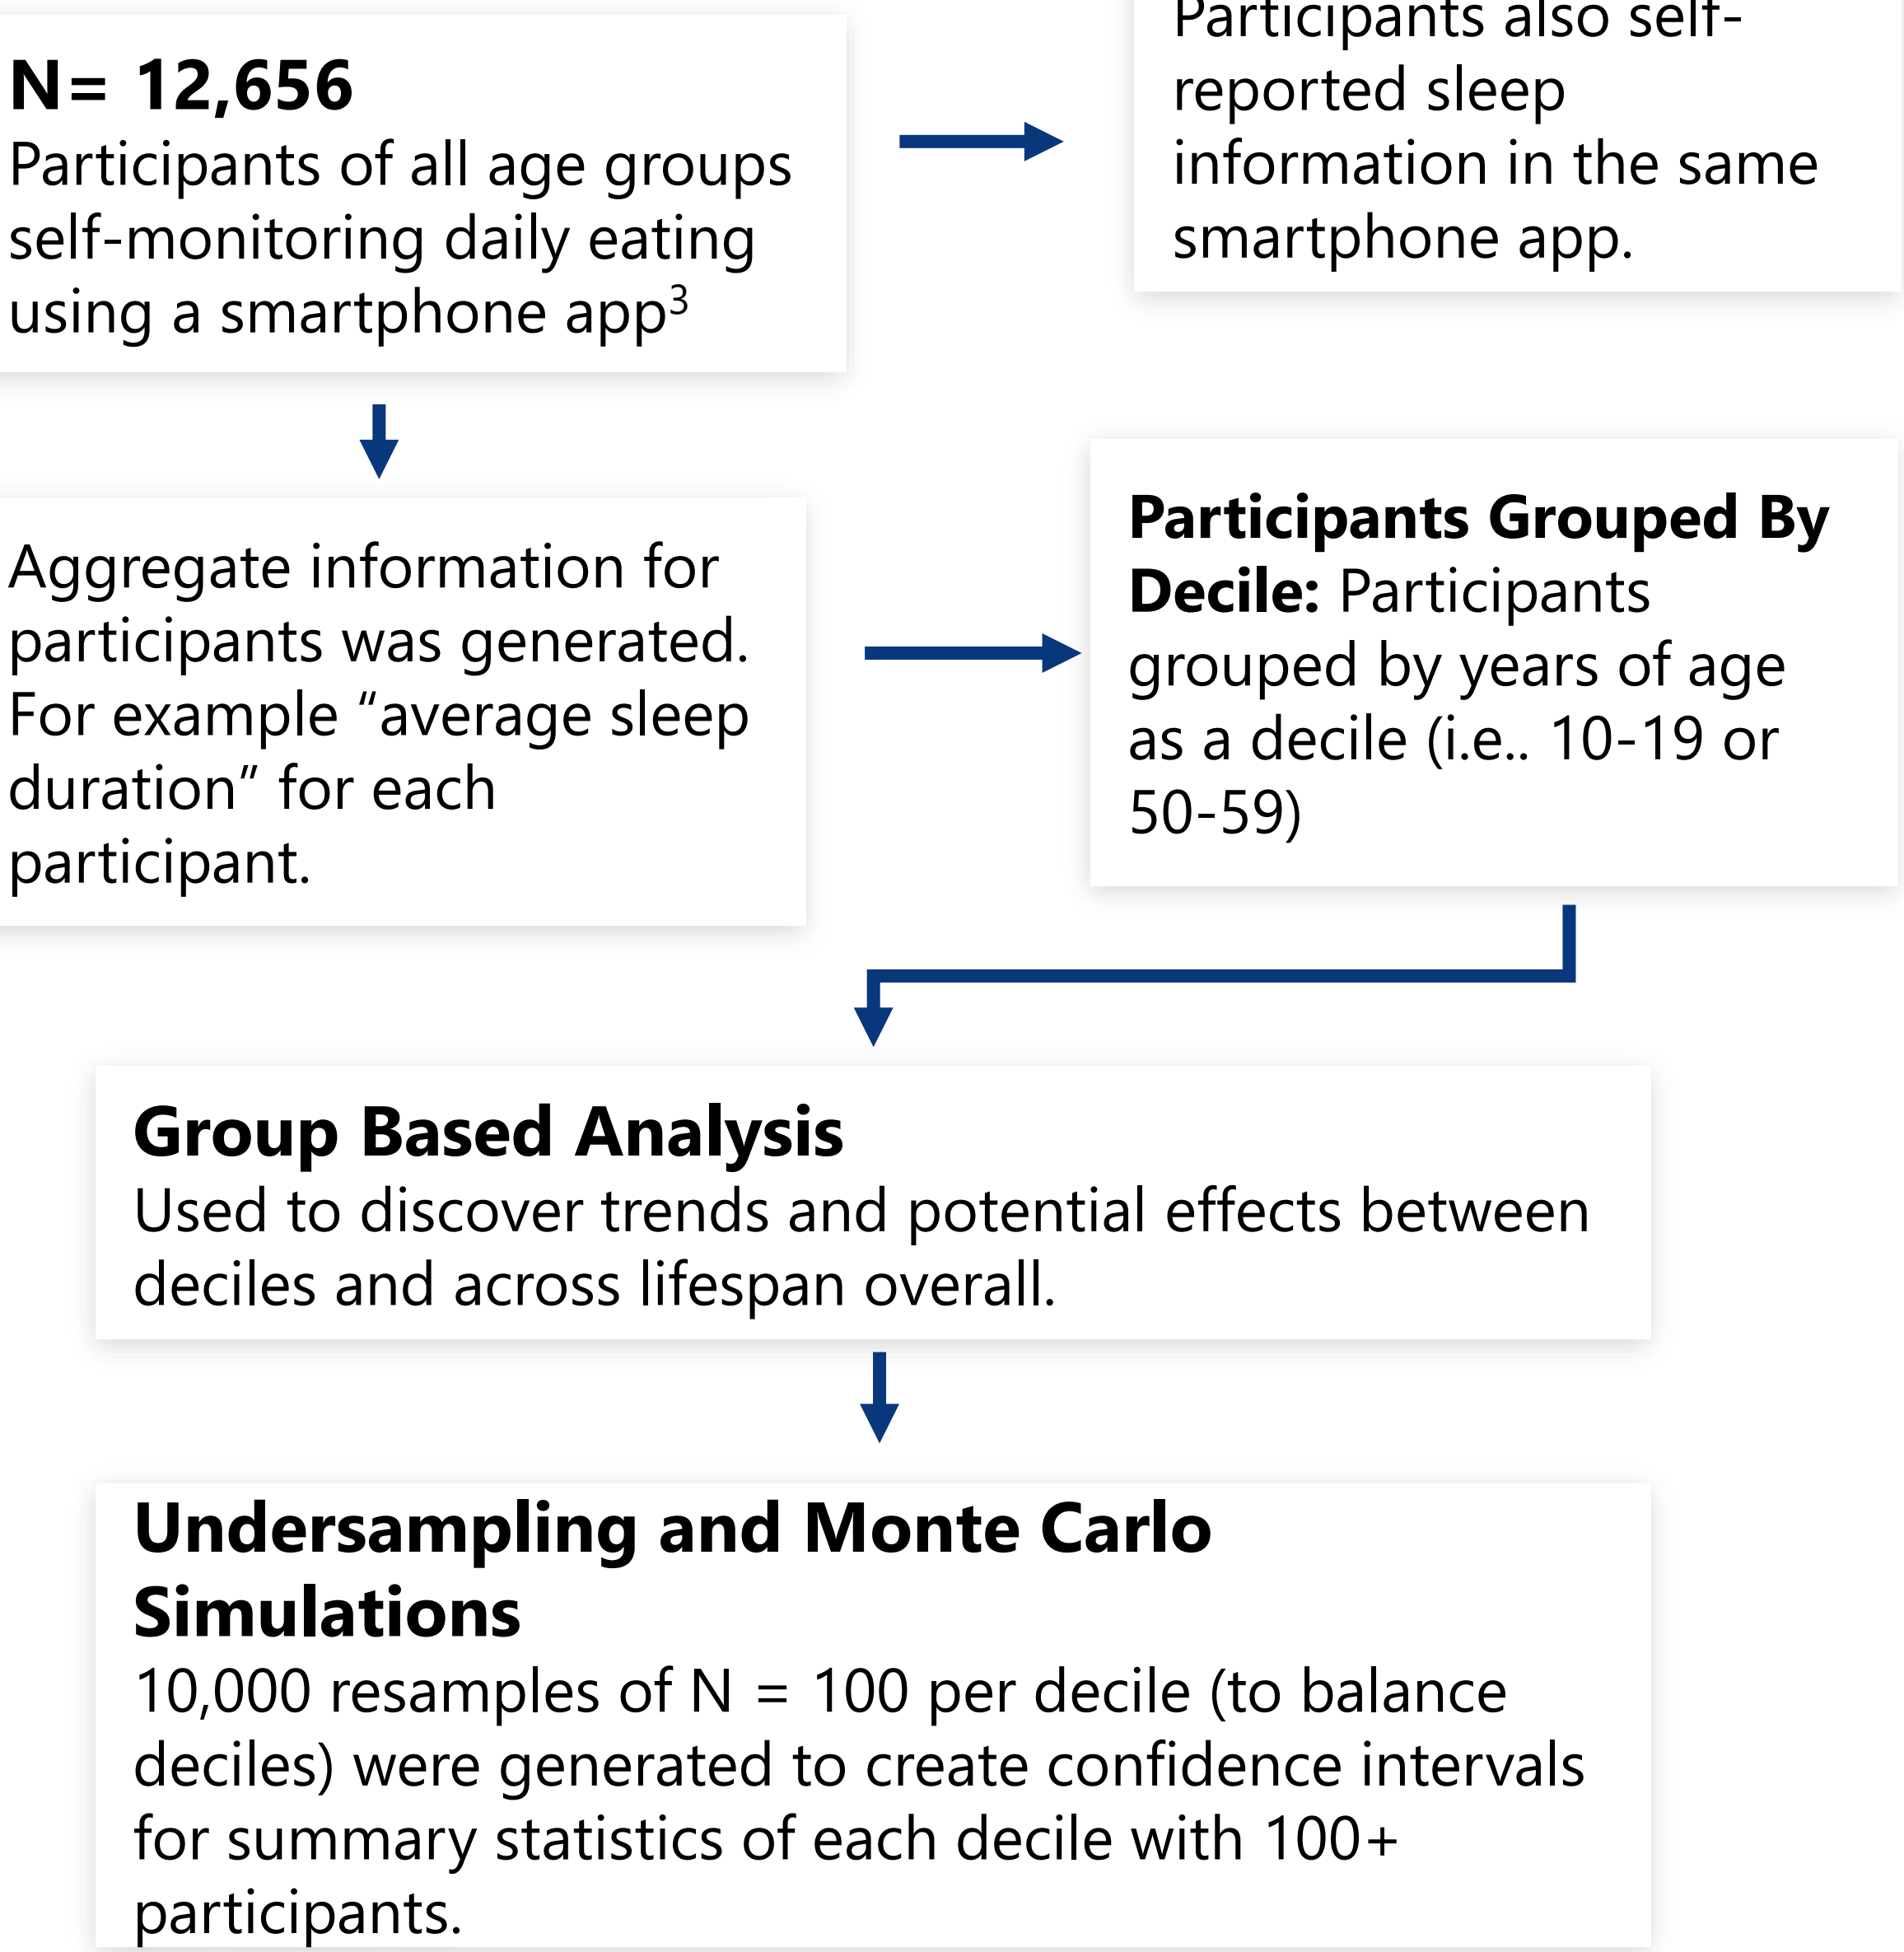 N= 12,656
Participants of all age groups
self-monitoring daily eating
using a smartphone app³
Participants also self-
reported sleep
information in the same
smartphone app.
Aggregate information for
participants was generated.
For example “average sleep
duration” for each
participant.
Participants Grouped By
Decile: Participants
grouped by years of age
as a decile (i.e.. 10-19 or
50-59)
Group Based Analysis
Used to discover trends and potential effects between
deciles and across lifespan overall.
Undersampling and Monte Carlo
Simulations
10,000 resamples of N = 100 per decile (to balance
deciles) were generated to create confidence intervals
for summary statistics of each decile with 100+
participants.